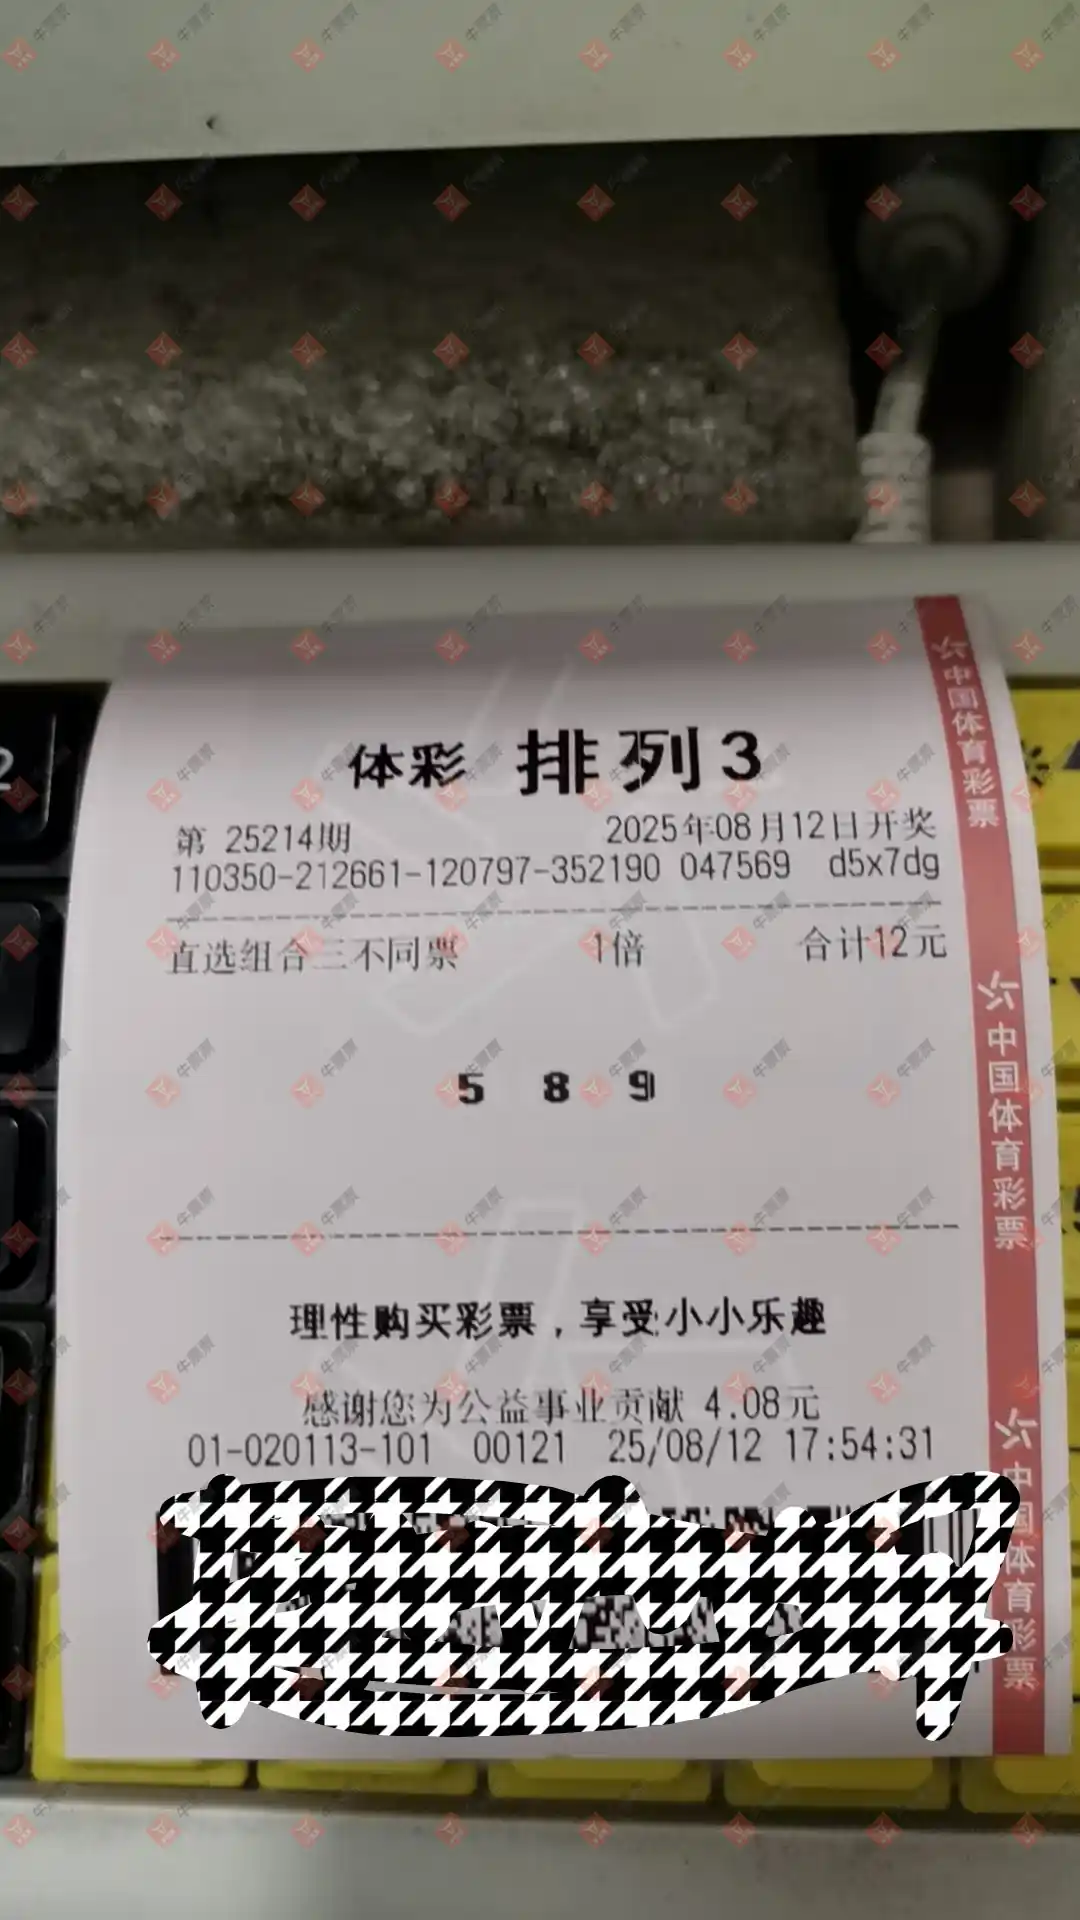 体彩 排列3
第 25214期 2025年08月12日开奖
110350-212661-120797-352190 047569 d5x7dg
直选组合三不同票 1倍 合计12元
5 8 9
理性购买彩票，享受小小乐趣
感谢您为公益事业贡献 4.08元
01-020113-101 00121 25/08/12 17:54:31
中国体育彩票
中国体育彩票
中国体育彩票
牛票票
2